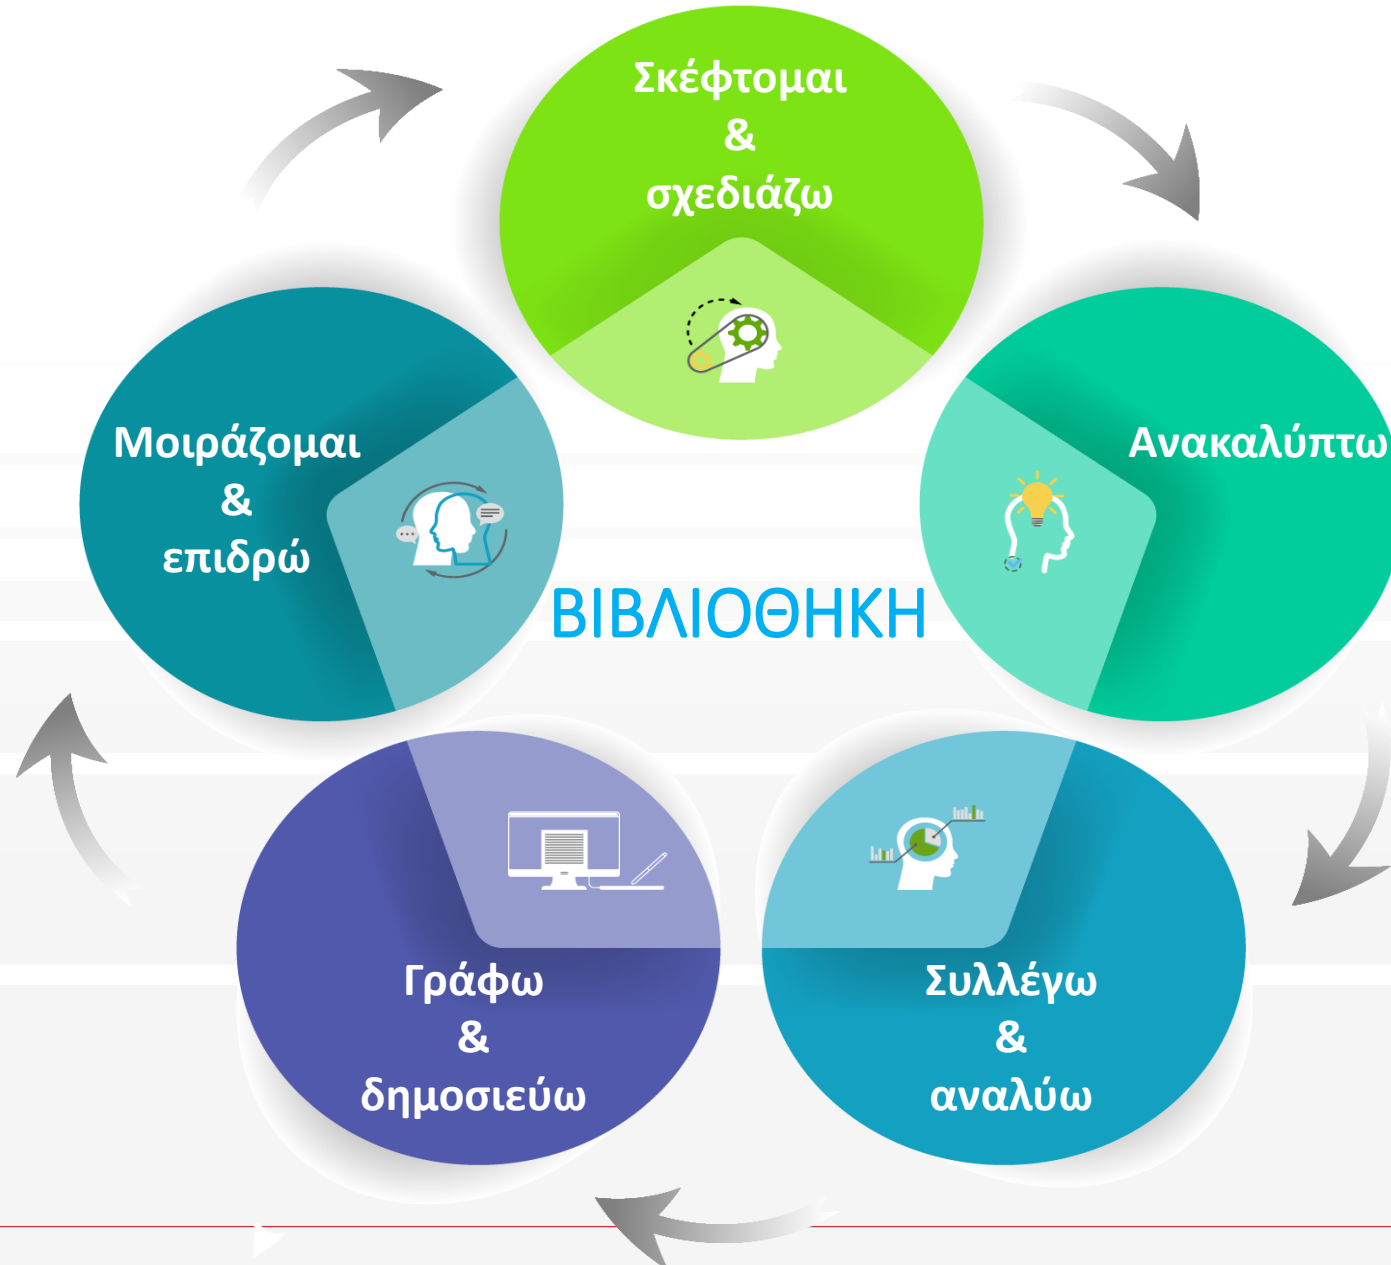 Σκέφτομαι
&
σχεδιάζω
Ανακαλύπτω
Συλλέγω
&
αναλύω
Γράφω
&
δημοσιεύω
Μοιράζομαι
&
επιδρώ
ΒΙΒΛΙΟΘΗΚΗ